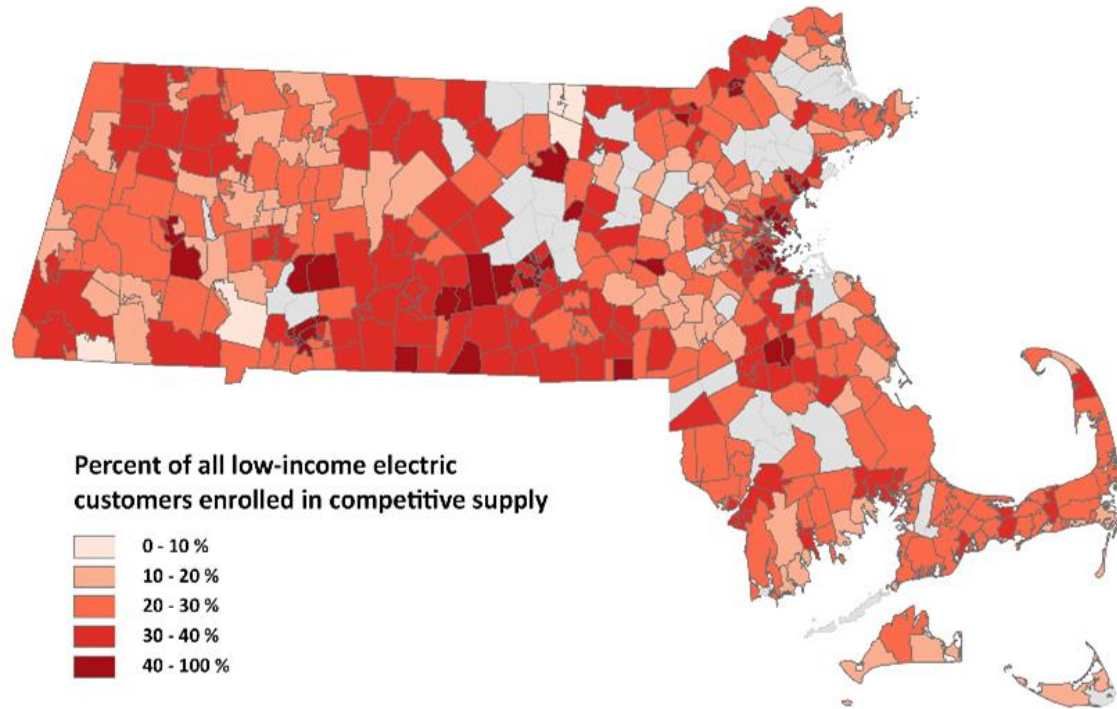 Percent of all low-income electric
customers enrolled in competitive supply
0 - 10 %
10 - 20 %
20 - 30 %
30 - 40 %
40 - 100 %